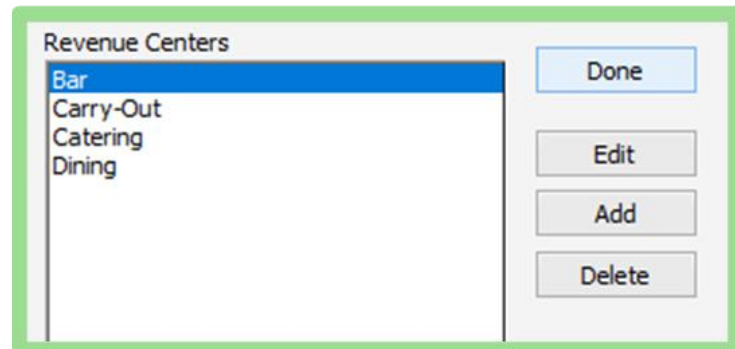 Revenue Centers
Bar
Carry-Out
Catering
Dining
Done
Edit
Add
Delete